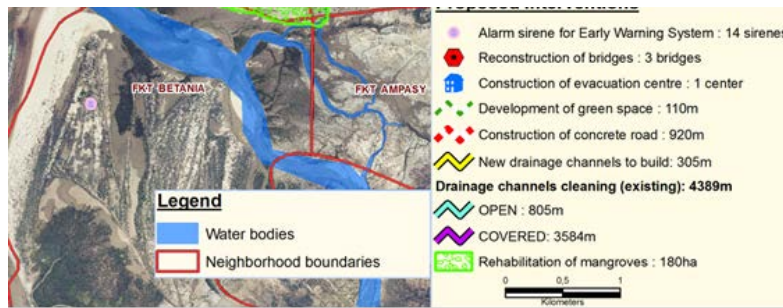 Proposed Interventions
Alarm sirene for Early Warning System : 14 sirenes
Reconstruction of bridges : 3 bridges
Construction of evacuation centre : 1 center
Development of green space : 110m
Construction of concrete road : 920m
New drainage channels to build: 305m
Drainage channels cleaning (existing): 4389m
OPEN : 805m
COVERED: 3584m
Rehabilitation of mangroves : 180ha
0 0,5 1
Kilometers
FKT BETANIA
FKT AMPASY
Legend
Water bodies
Neighborhood boundaries